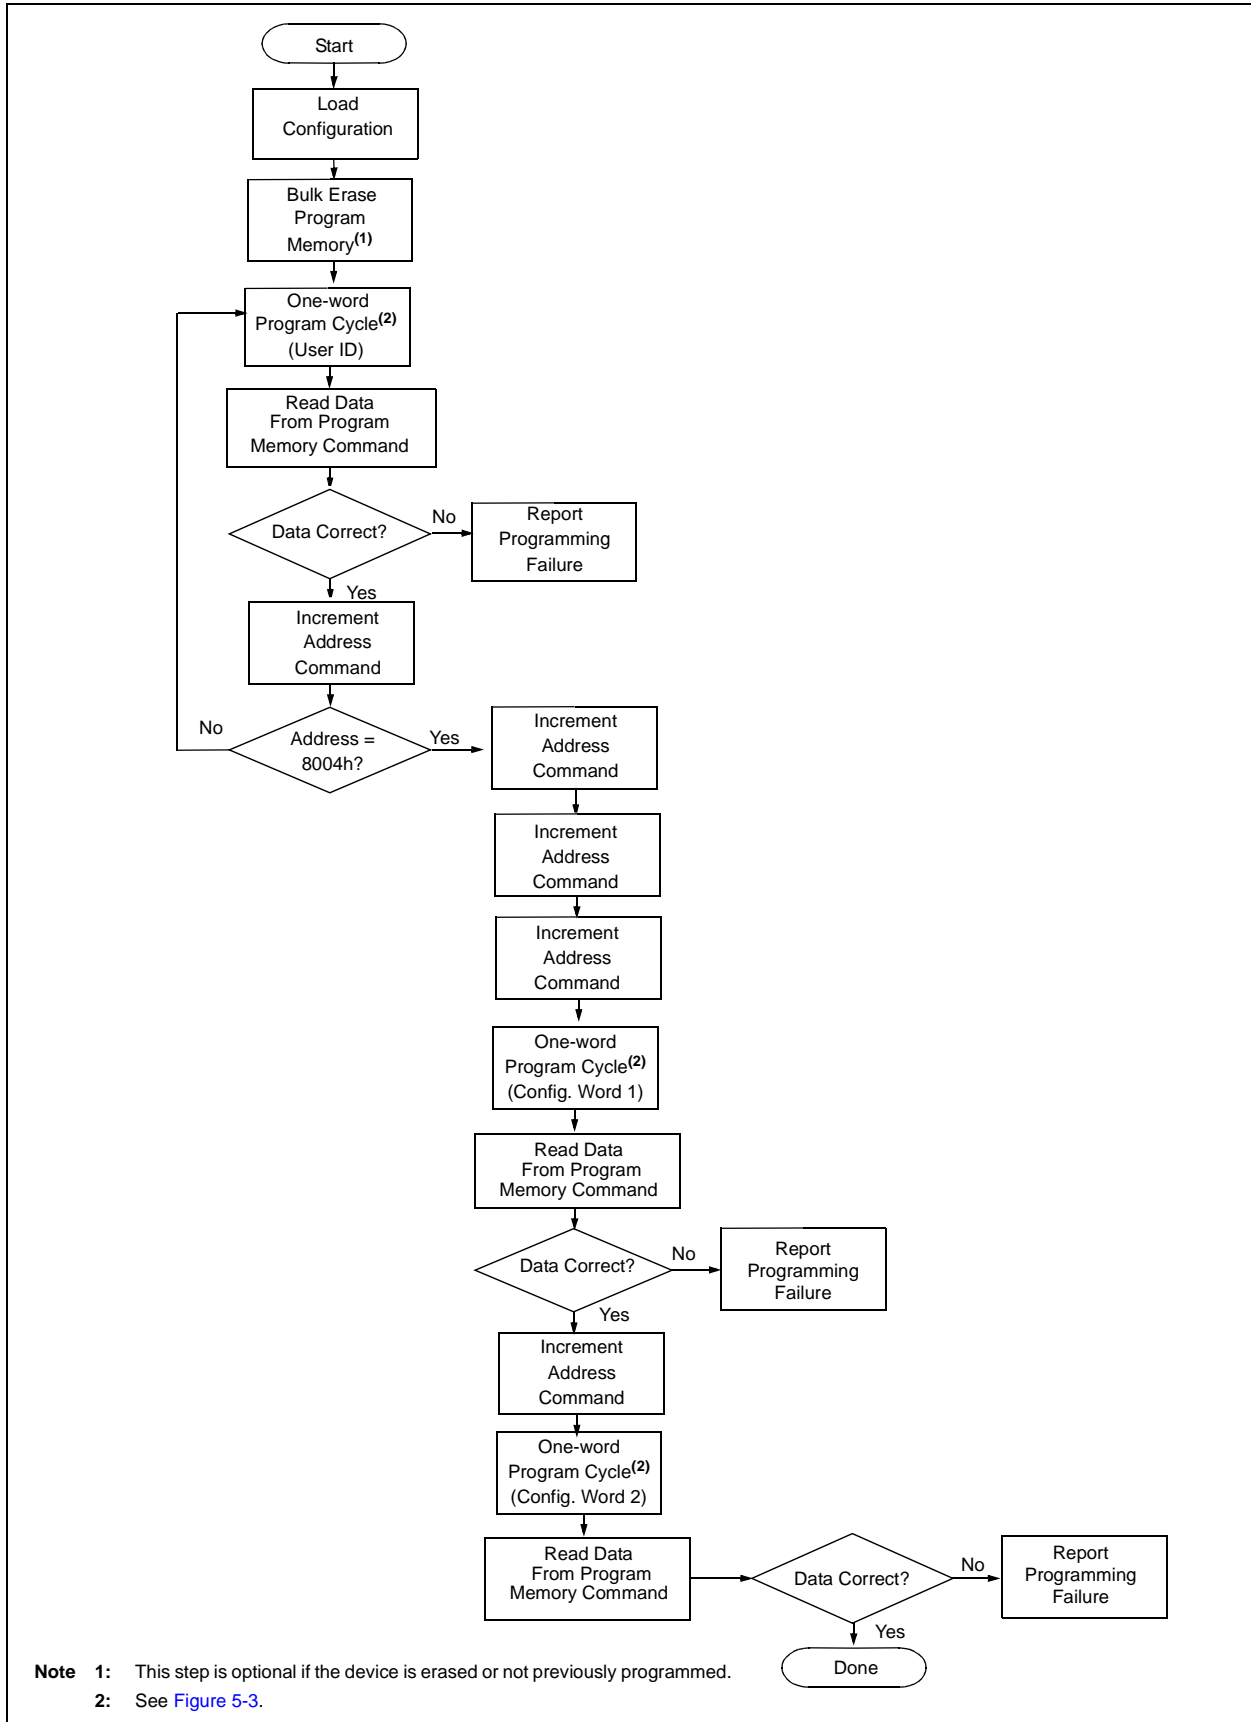 Start
Load
Configuration
Bulk Erase
Program
Memory(1)
One-word
Program Cycle(2)
(User ID)
Read Data
From Program
Memory Command
Data Correct?
No
Report
Programming
Failure
Yes
Increment
Address
Command
No
Address =
8004h?
Yes
Increment
Address
Command
Increment
Address
Command
Increment
Address
Command
One-word
Program Cycle(2)
(Config. Word 1)
Read Data
From Program
Memory Command
Data Correct?
No
Report
Programming
Failure
Yes
Increment
Address
Command
One-word
Program Cycle(2)
(Config. Word 2)
Read Data
From Program
Memory Command
Data Correct?
No
Report
Programming
Failure
Yes
Done
Note 1: This step is optional if the device is erased or not previously programmed.
2: See Figure 5-3.